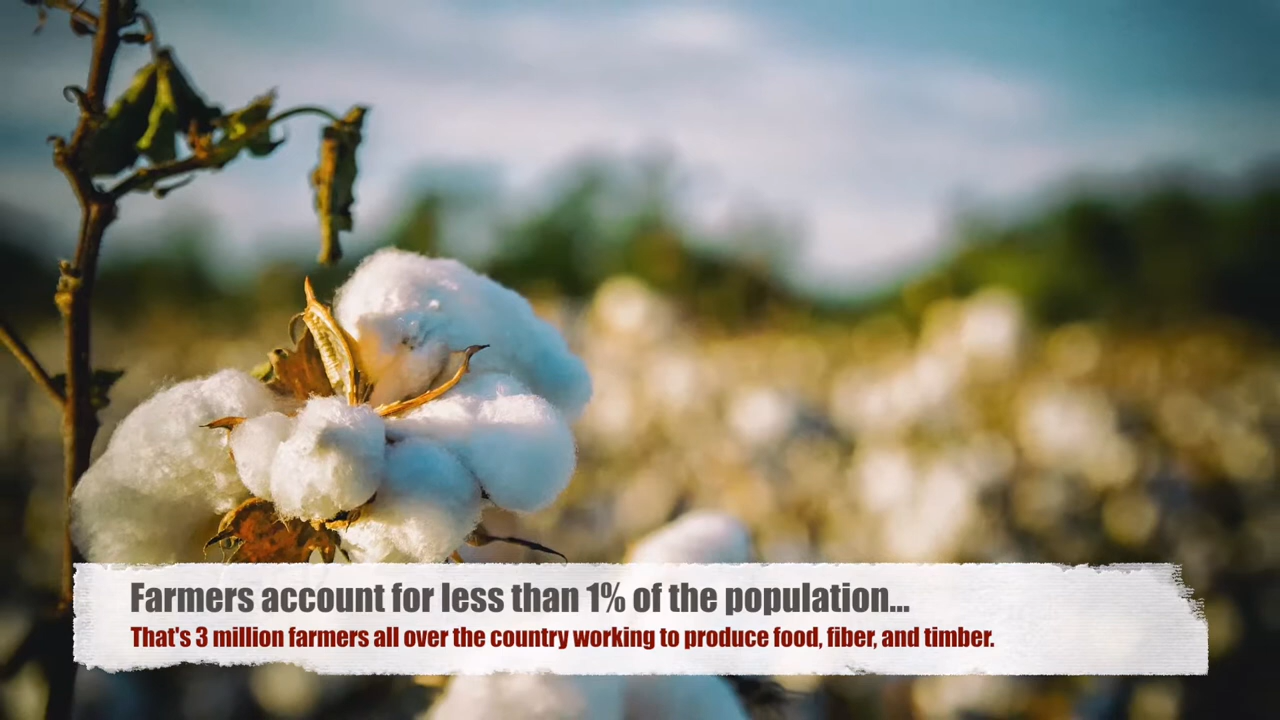 Farmers account for less than 1% of the population...
That's 3 million farmers all over the country working to produce food, fiber, and timber.